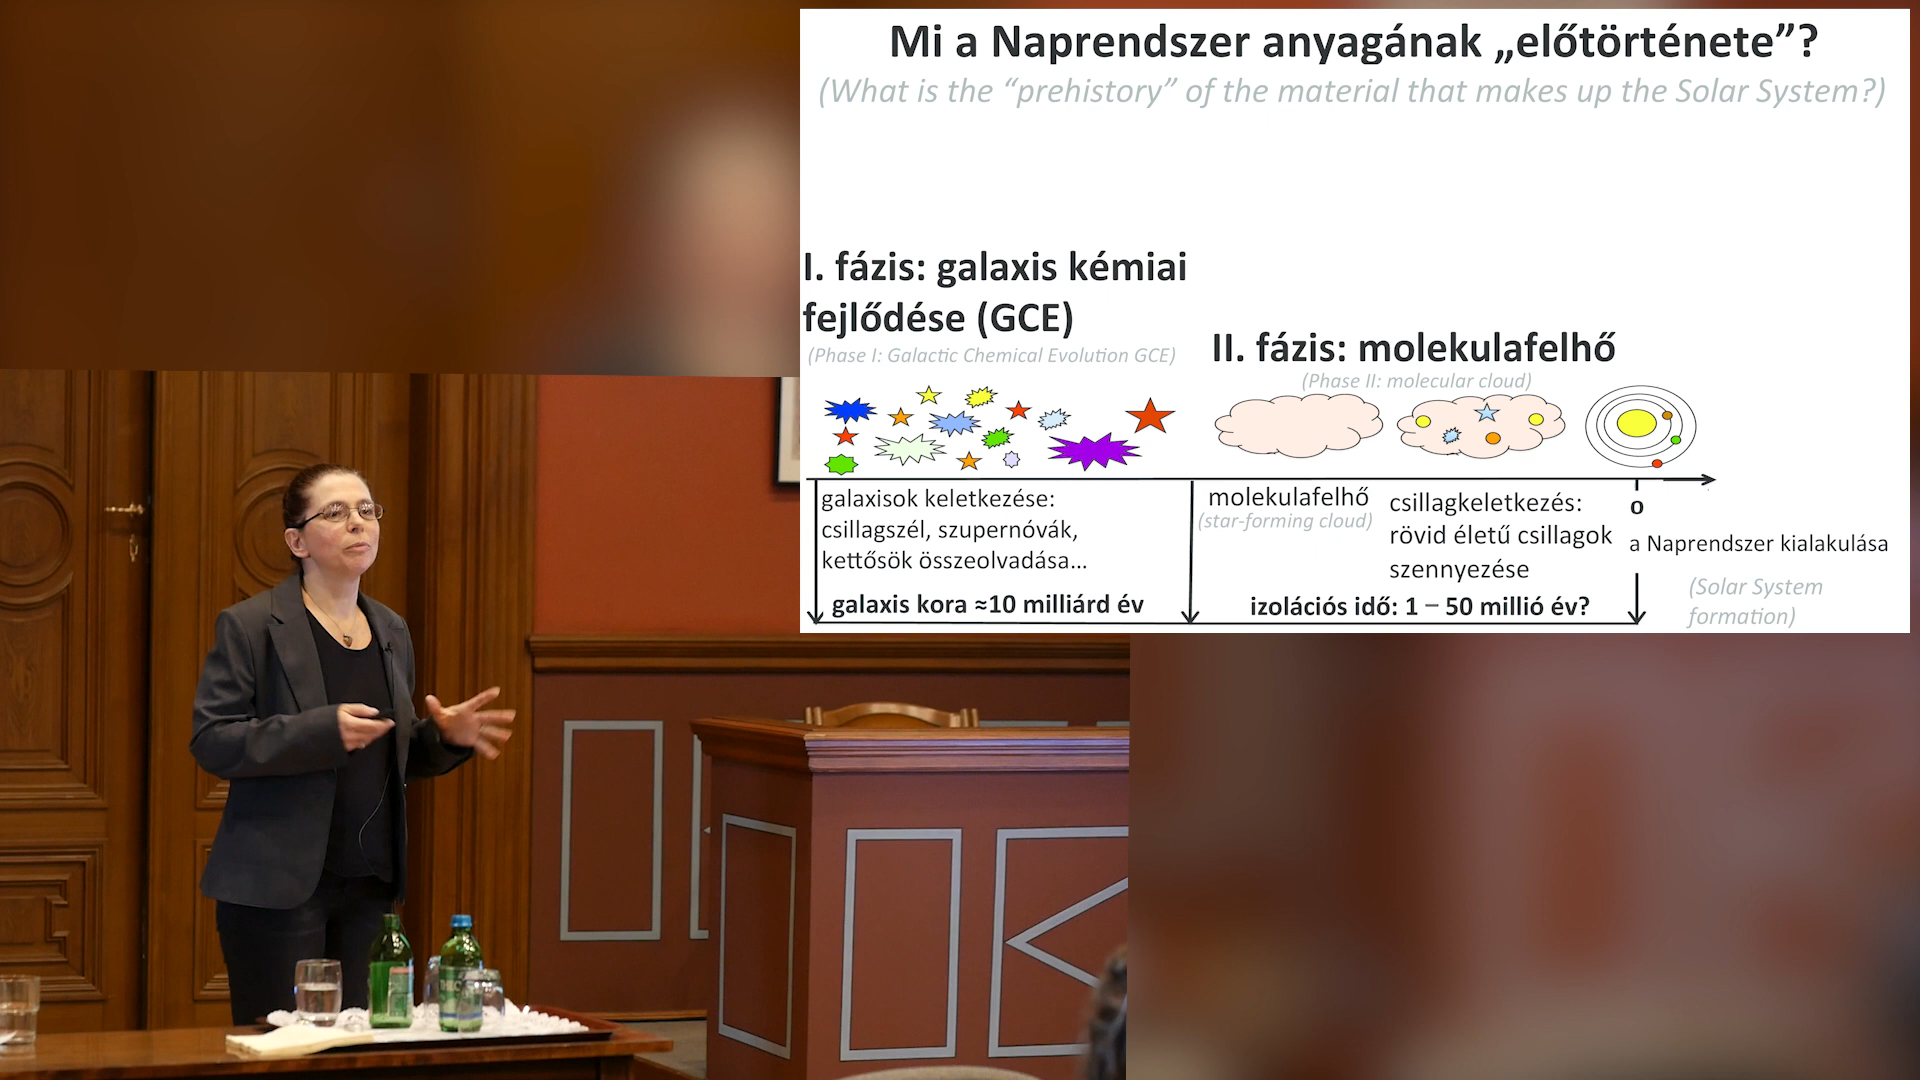 Mi a Naprendszer anyagának „előtörténete”?
(What is the “prehistory” of the material that makes up the Solar System?)
I. fázis: galaxis kémiai
fejlődése (GCE)
(Phase I: Galactic Chemical Evolution GCE)
II. fázis: molekulafelhő
(Phase II: molecular cloud)
galaxisok keletkezése:
csillagszél, szupernóvák,
kettősök összeolvadása...
galaxis kora ≈10 milliárd év
molekulafelhő
(star-forming cloud)
csillagkeletkezés:
rövid életű csillagok
szennyezése
izolációs idő: 1 – 50 millió év?
0
a Naprendszer kialakulása
(Solar System
formation)